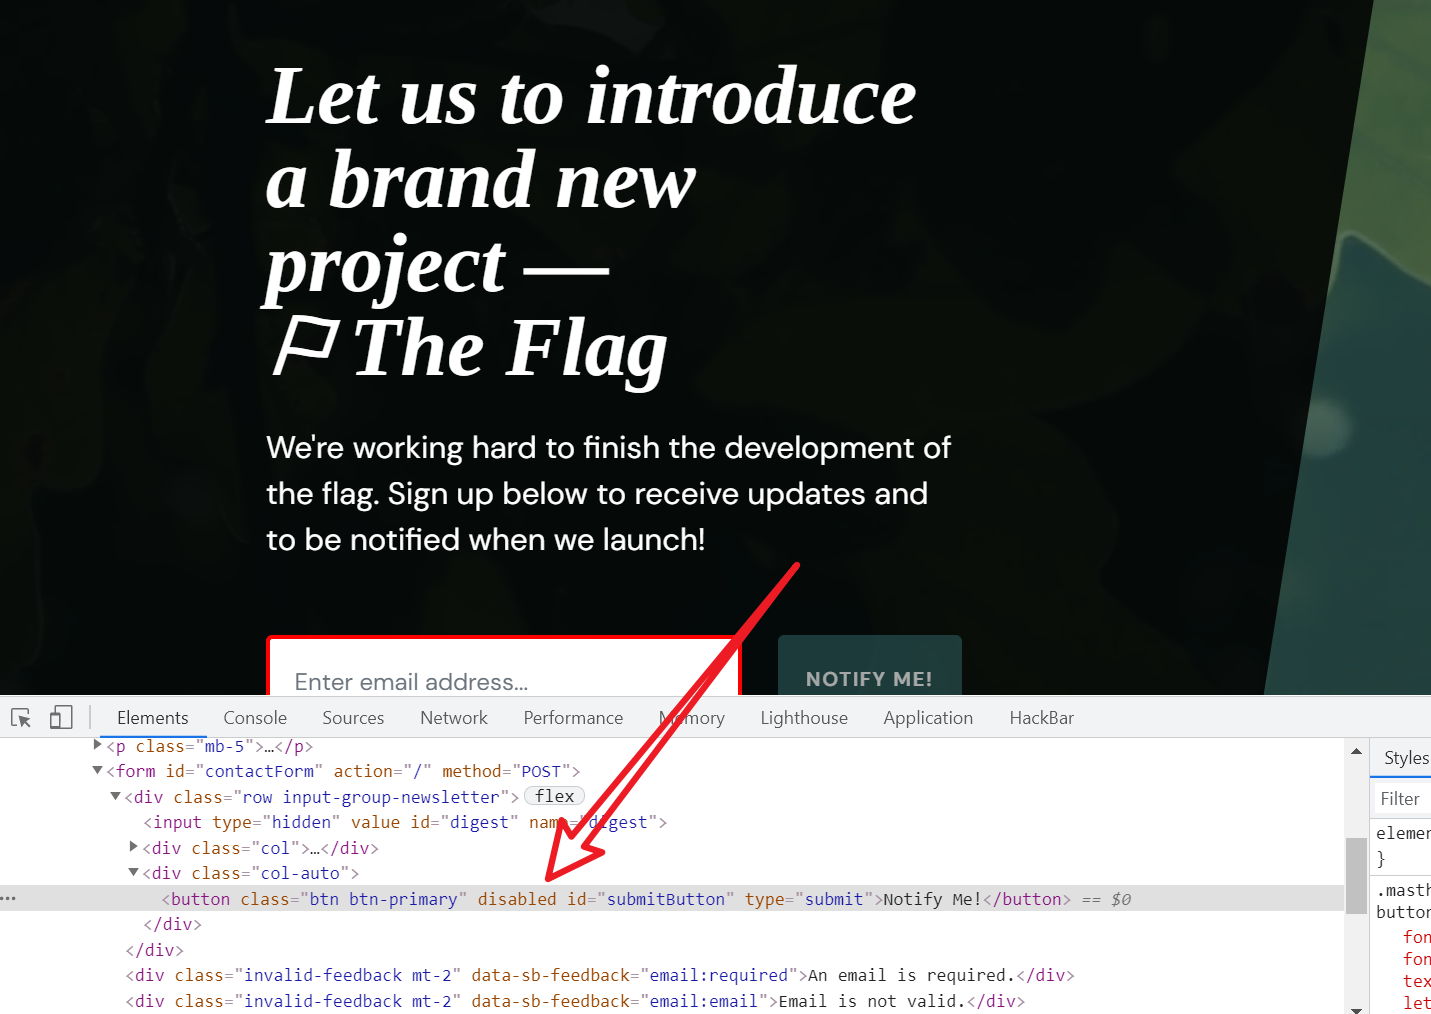 Let us to introduce
a brand new
project —
The Flag
We're working hard to finish the development of
the flag. Sign up below to receive updates and
to be notified when we launch!
Enter email address...
NOTIFY ME!
Elements Console Sources Network Performance Memory Lighthouse Application HackBar
<p class="mb-5">…</p>
<form id="contactForm" action="/" method="POST">
<div class="row input-group-newsletter"> flex
<input type="hidden" value id="digest" name="digest">
<div class="col">…</div>
<div class="col-auto">
<button class="btn btn-primary" disabled id="submitButton" type="submit">Notify Me!</button> == $0
</div>
</div>
<div class="invalid-feedback mt-2" data-sb-feedback="email:required">An email is required.</div>
<div class="invalid-feedback mt-2" data-sb-feedback="email:email">Email is not valid.</div>
Styles
Filter
elemen
}
.masth
button
fon
fon
tex
let